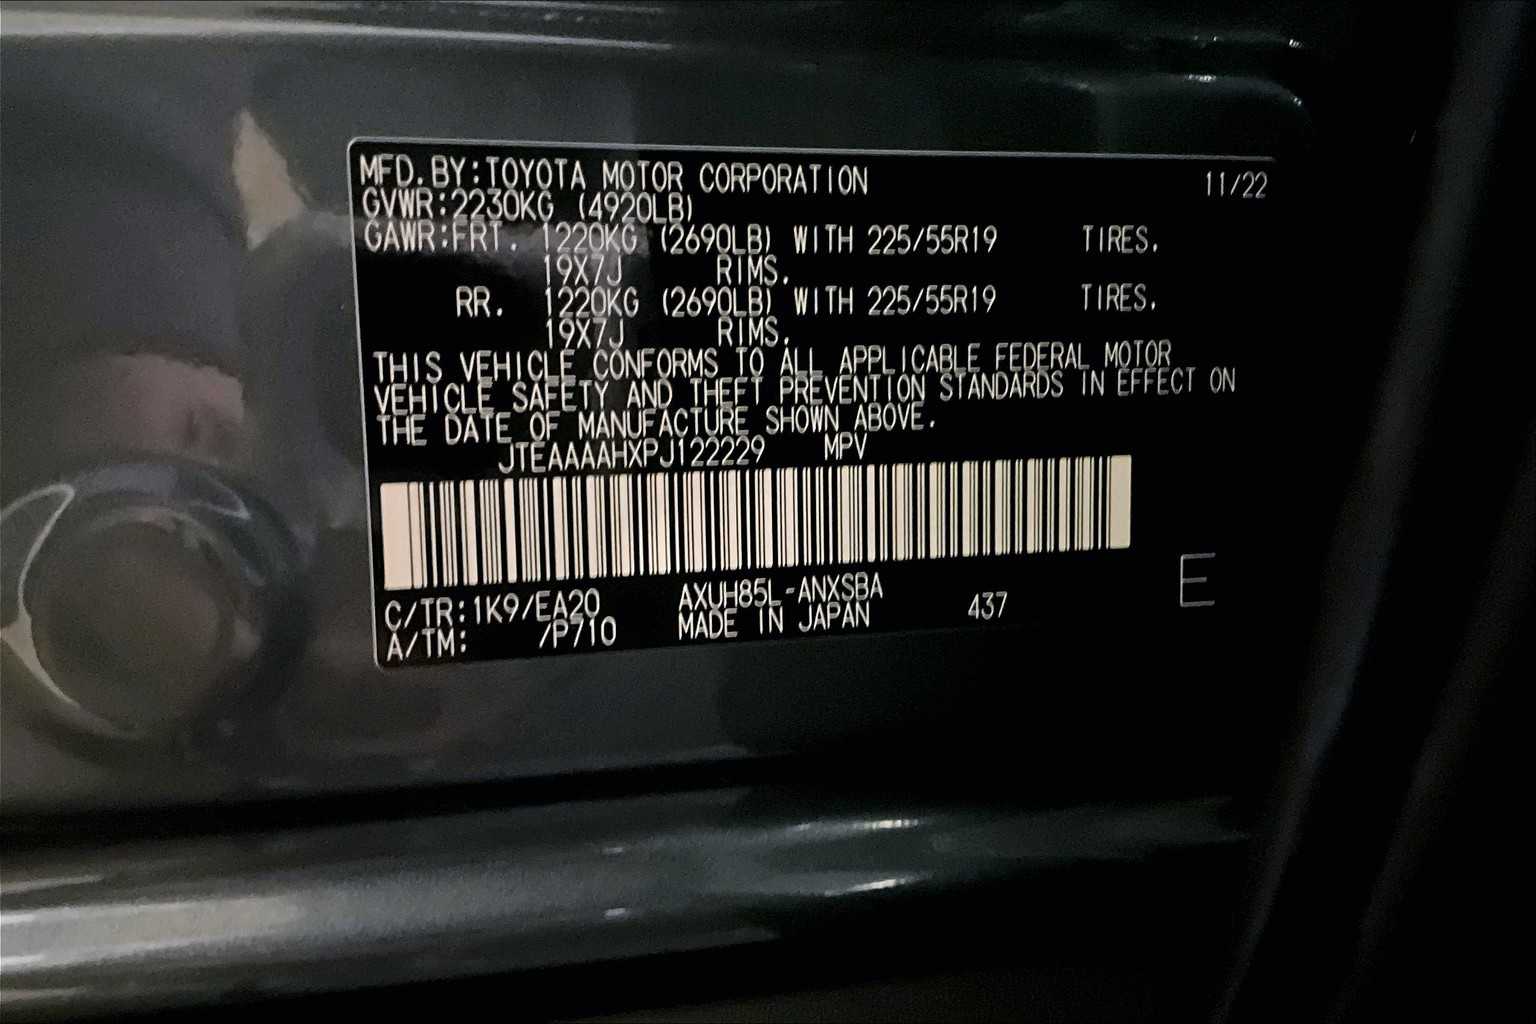 MFD.BY:TOYOTA MOTOR CORPORATION 11/22
GVWR:2230KG (4920LB)
GAWR:FRT. 1220KG (2690LB) WITH 225/55R19 TIRES.
19X7J RIMS.
RR. 1220KG (2690LB) WITH 225/55R19 TIRES.
19X7J RIMS.
THIS VEHICLE CONFORMS TO ALL APPLICABLE FEDERAL MOTOR
VEHICLE SAFETY AND THEFT PREVENTION STANDARDS IN EFFECT ON
THE DATE OF MANUFACTURE SHOWN ABOVE.
JTEAAAAHXPJ122229 MPV
C/TR:1K9/EA20 AXUH85L-ANXSBA
A/TM: /P710 MADE IN JAPAN 437
E